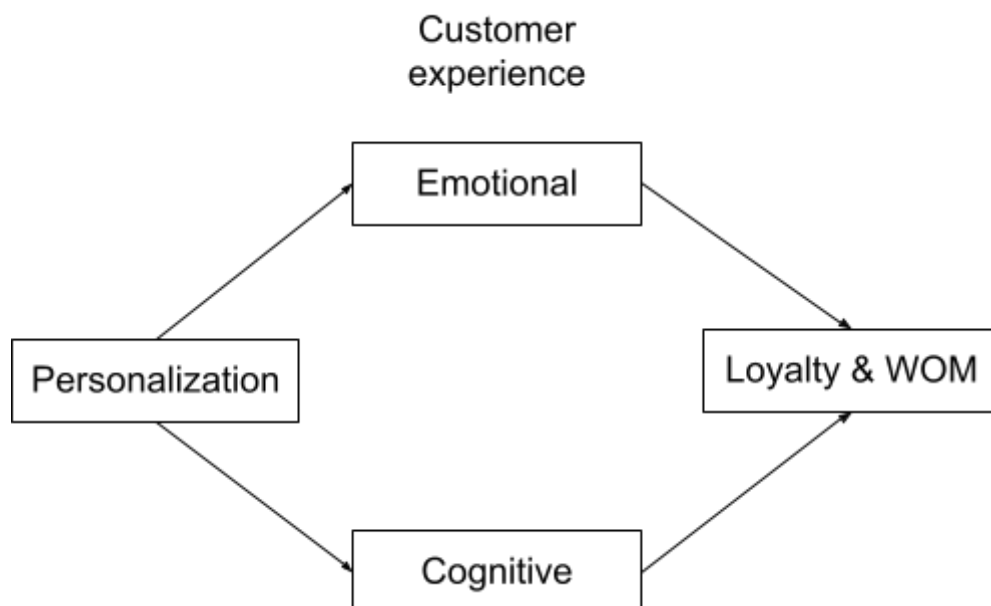 Customer
experience
Emotional
Personalization
Loyalty & WOM
Cognitive